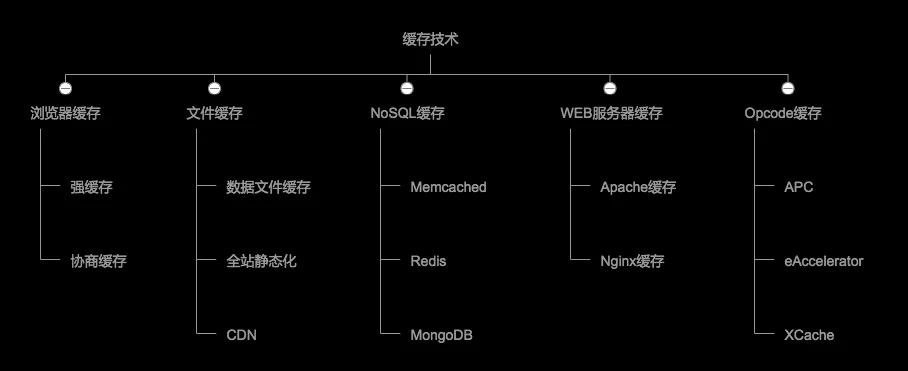 缓存技术
浏览器缓存
文件缓存
NoSQL缓存
WEB服务器缓存
Opcode缓存
强缓存
数据文件缓存
Memcached
Apache缓存
APC
协商缓存
全站静态化
Redis
Nginx缓存
eAccelerator
CDN
MongoDB
XCache